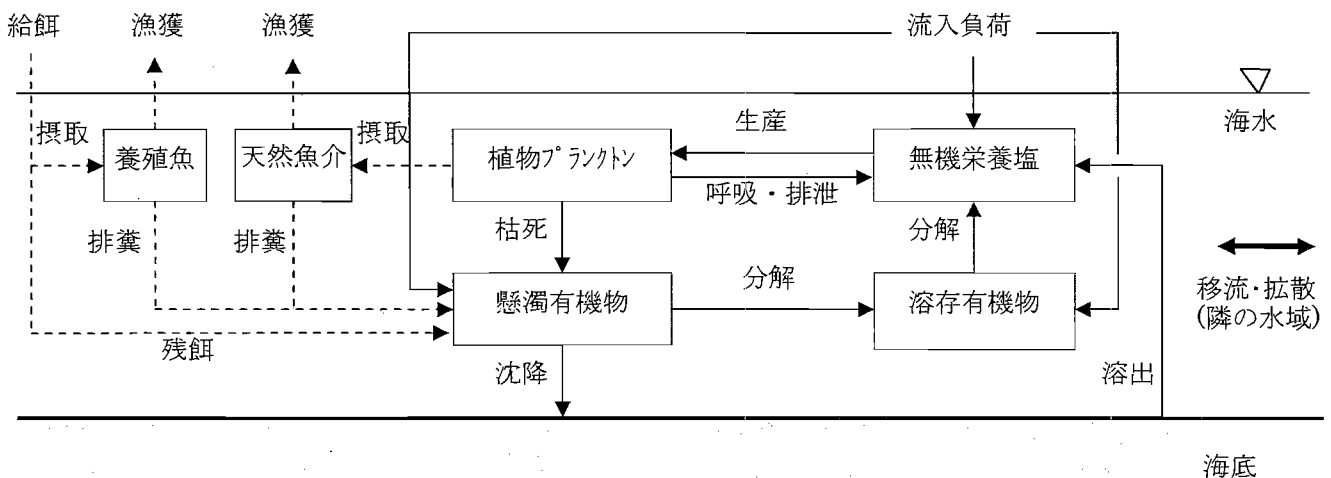 給餌
漁獲
漁獲
流入負荷
海水
摂取
養殖魚
天然魚介
摂取
植物プランクトン
生産
呼吸・排泄
無機栄養塩
排糞
排糞
枯死
分解
懸濁有機物
分解
溶存有機物
移流・拡散
(隣の水域)
残餌
沈降
溶出
海底